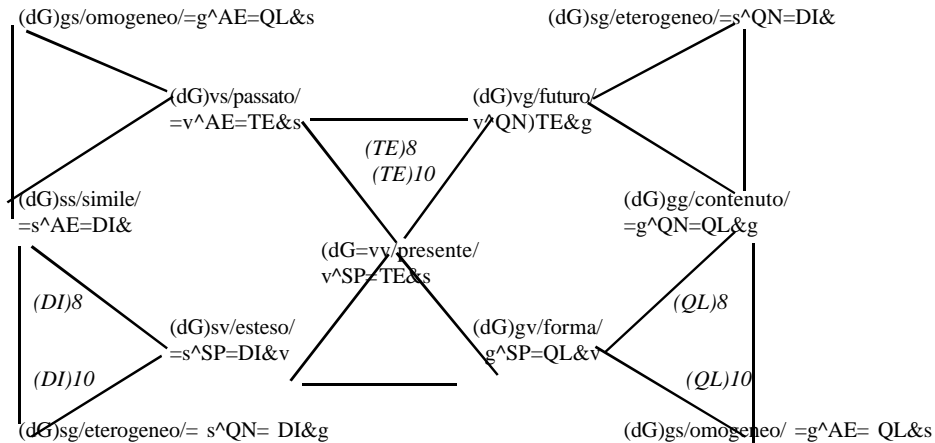 (dG)gs/omogeneo/=g^AE=QL&s
(dG)sg/eterogeneo/=s^QN=DI&
(dG)vs/passato/
=v^AE=TE&s
(dG)vg/futuro/
v^QN)TE&g
(TE)8
(TE)10
(dG)ss/simile/
=s^AE=DI&
(dG)gg/contenuto/
=g^QN=QL&g
(dG=vv/presente/
v^SP=TE&s
(DI)8
(QL)8
(dG)sv/esteso/
=s^SP=DI&v
(dG)gv/forma/
g^SP=QL&v
(DI)10
(QL)10
(dG)sg/eterogeneo/= s^QN= DI&g
(dG)gs/omogeneo/ =g^AE= QL&s